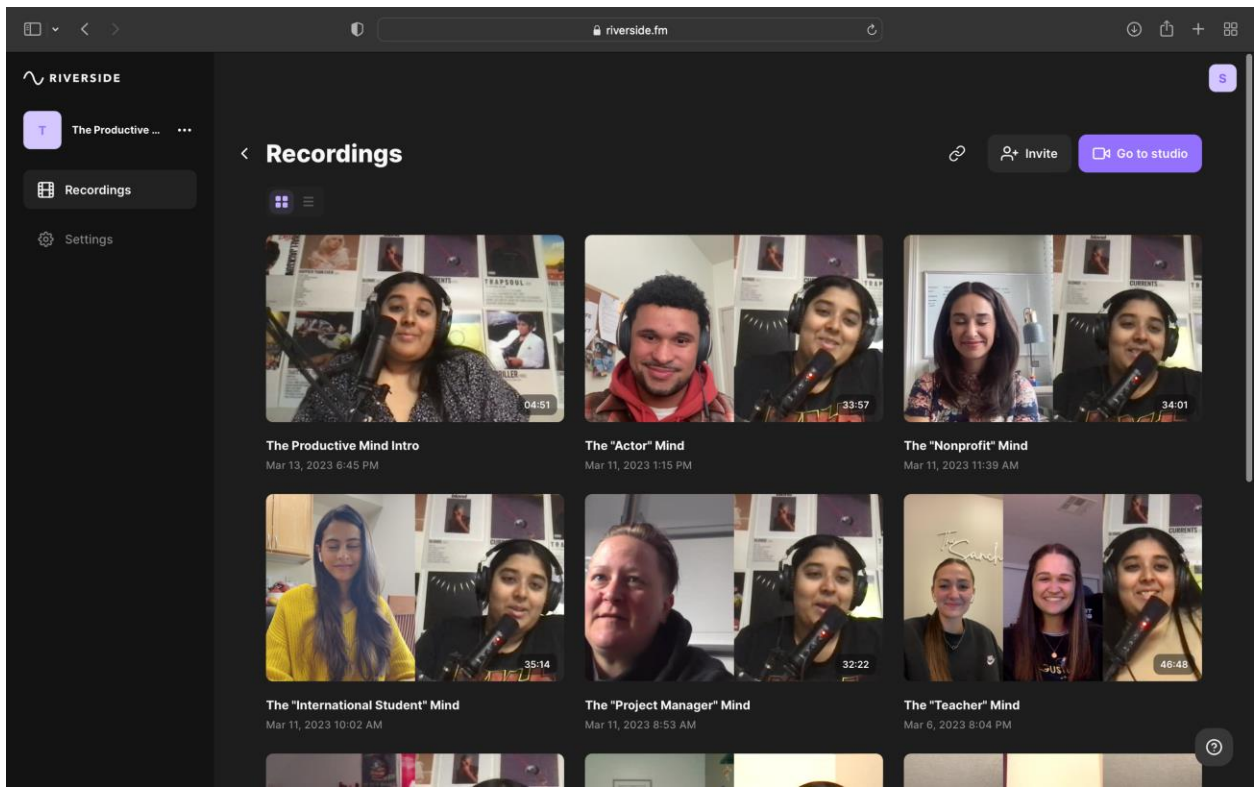 riverside.fm
RIVERSIDE
S
T
The Productive ...
Recordings
Settings
Recordings
Invite
Go to studio
TRAPSOUL
CURRENTS
THRILLER
04:51
33:57
34:01
The Productive Mind Intro
The "Actor" Mind
The "Nonprofit" Mind
Mar 13, 2023 6:45 PM
Mar 11, 2023 1:15 PM
Mar 11, 2023 11:39 AM
CURRENTS
35:14
32:22
46:48
The "International Student" Mind
The "Project Manager" Mind
The "Teacher" Mind
Mar 11, 2023 10:02 AM
Mar 11, 2023 8:53 AM
Mar 6, 2023 8:04 PM